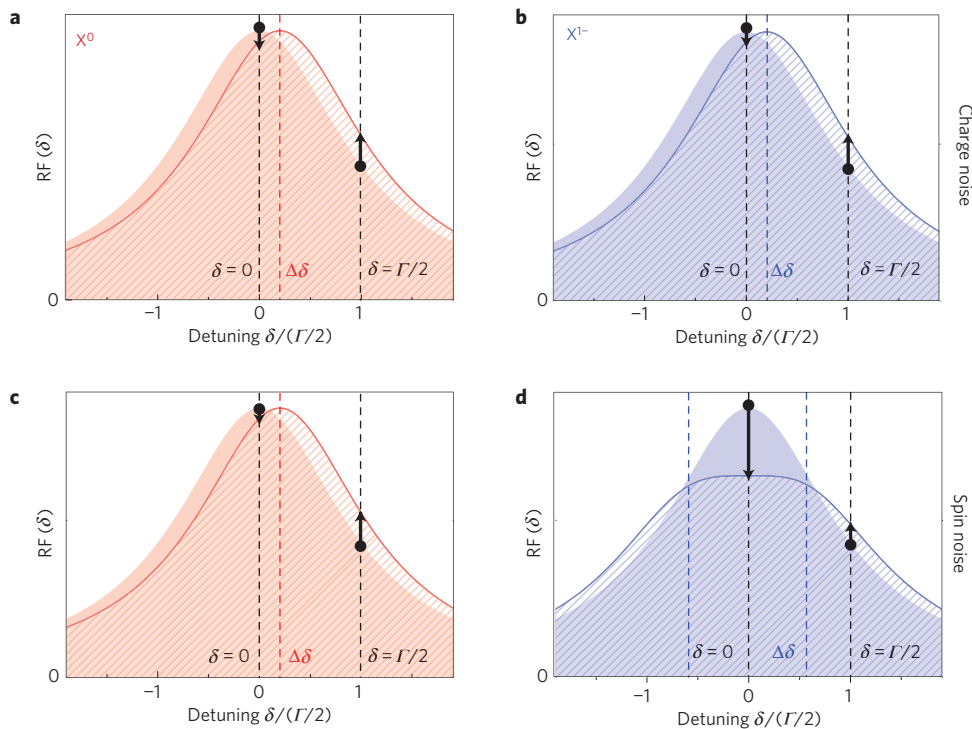 a
X⁰
RF (δ)
0
δ = 0
Δδ
δ = Γ/2
−1
0
1
Detuning δ/(Γ/2)
b
X¹⁻
RF (δ)
0
δ = 0
Δδ
δ = Γ/2
−1
0
1
Detuning δ/(Γ/2)
Charge noise
c
RF (δ)
0
δ = 0
Δδ
δ = Γ/2
−1
0
1
Detuning δ/(Γ/2)
d
RF (δ)
0
δ = 0
Δδ
δ = Γ/2
−1
0
1
Detuning δ/(Γ/2)
Spin noise